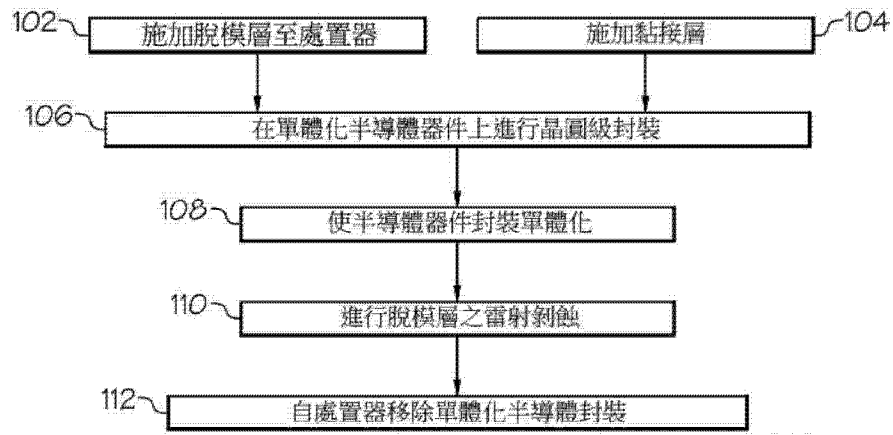 102 施加脫模層至處置器
施加黏接層 104
106 在單體化半導體器件上進行晶圓級封裝
108 使半導體器件封裝單體化
110 進行脫模層之雷射剝蝕
112 自處置器移除單體化半導體封裝